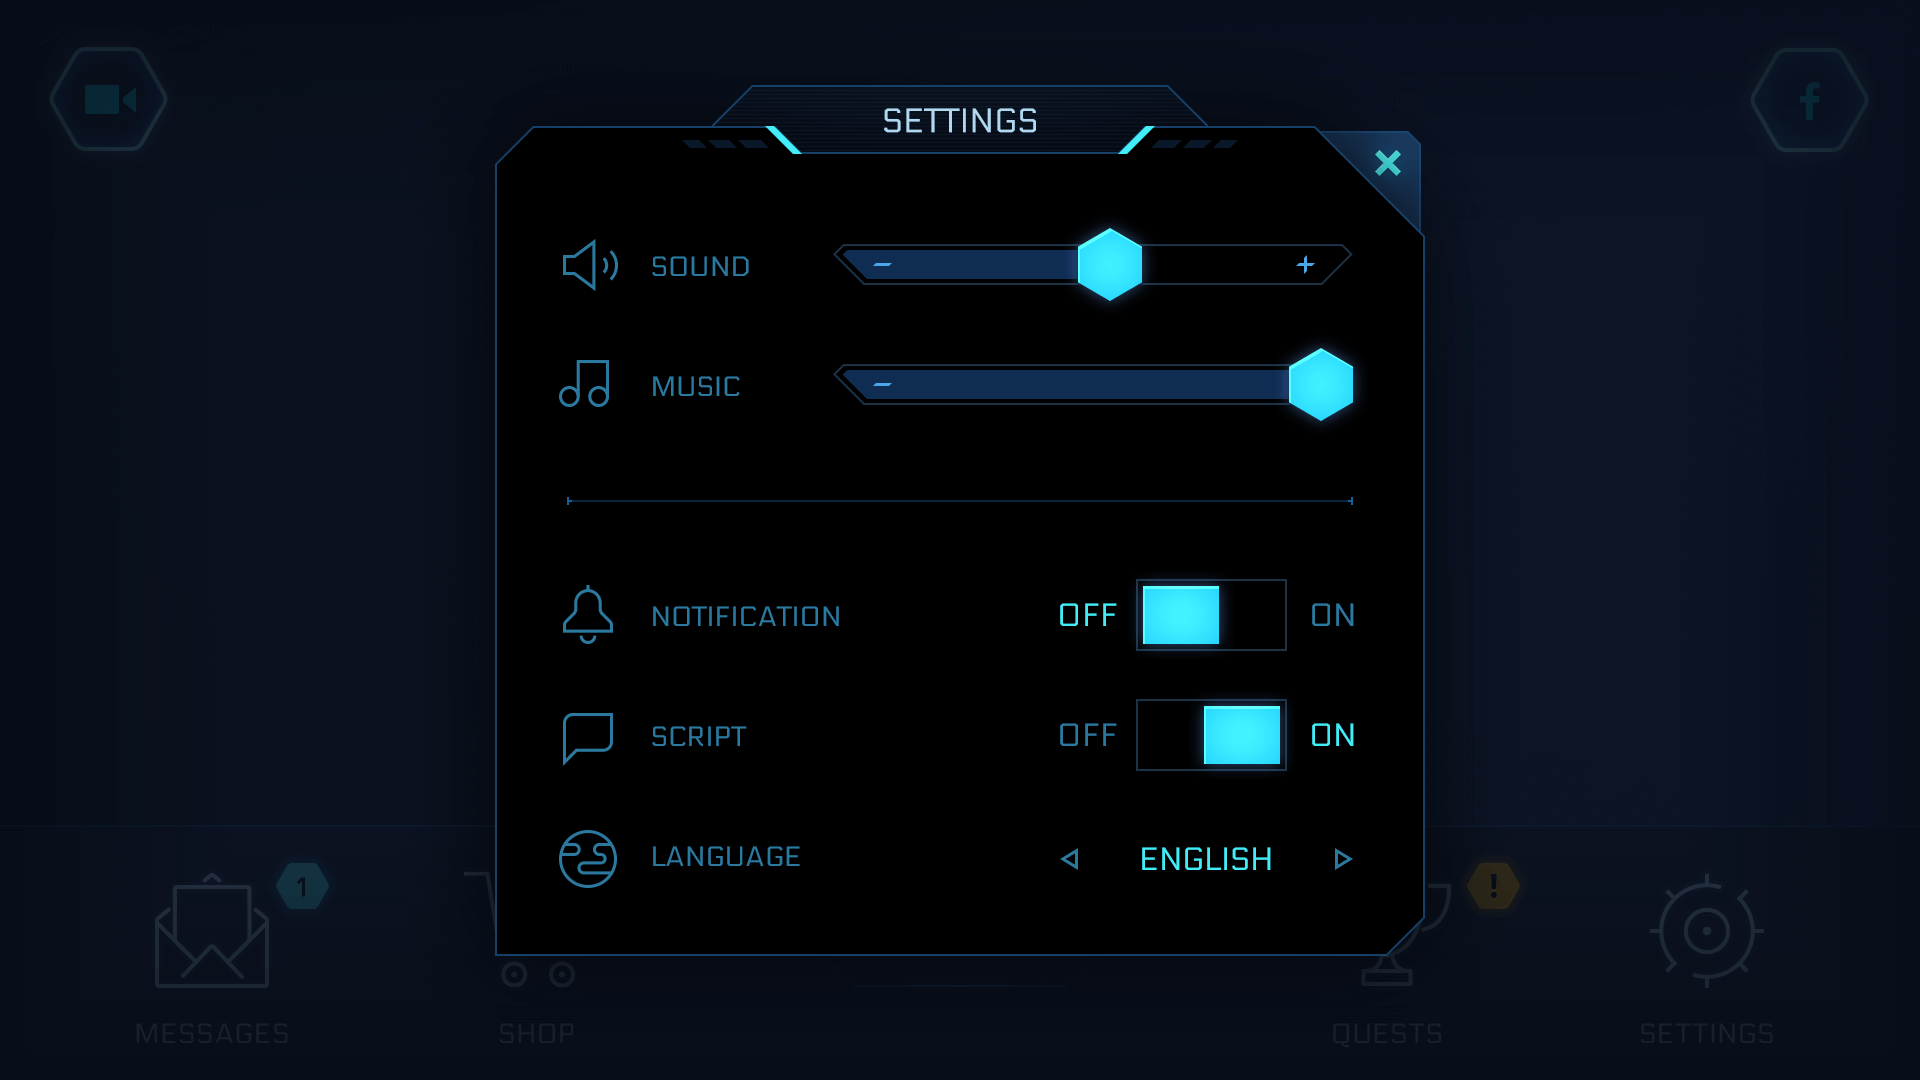 SETTINGS
SOUND
MUSIC
NOTIFICATION OFF ON
SCRIPT OFF ON
LANGUAGE ENGLISH
1
!
MESSAGES SHOP QUESTS SETTINGS